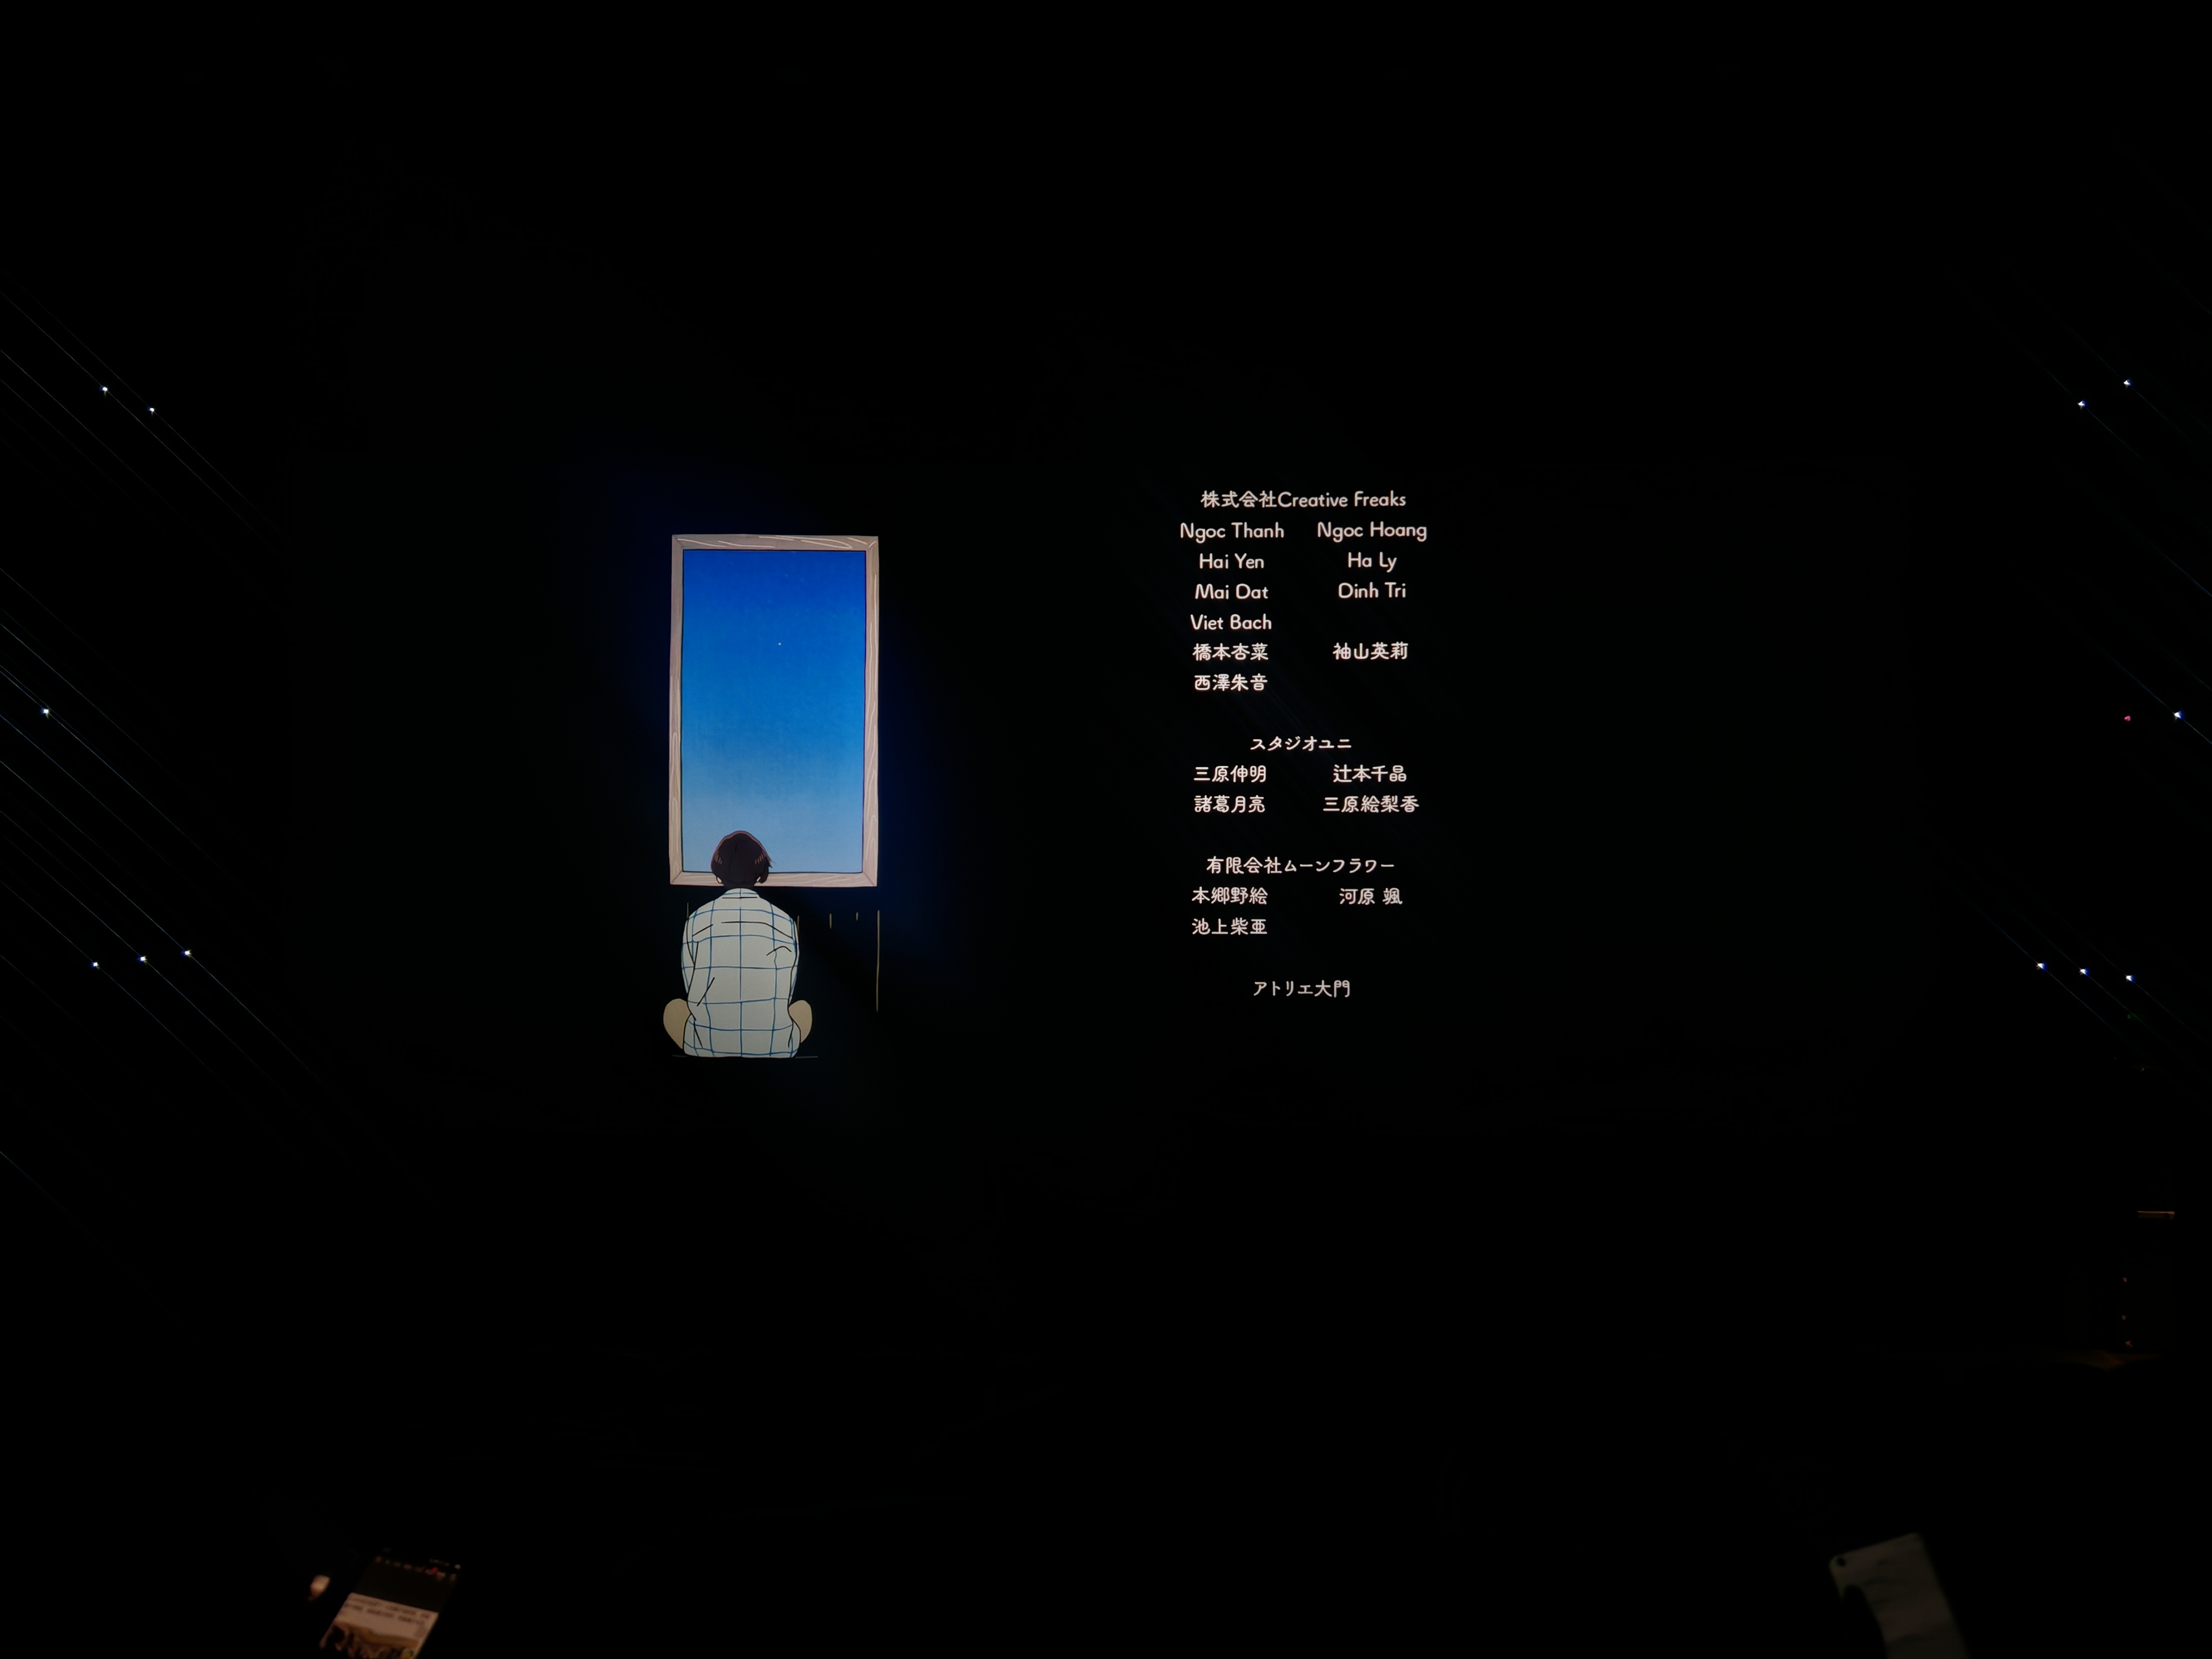 株式会社Creative Freaks
Ngoc Thanh Ngoc Hoang
Hai Yen Ha Ly
Mai Dat Dinh Tri
Viet Bach
橋本杏菜 袖山英莉
西澤朱音
スタジオユニ
三原伸明 辻本千晶
諸葛月亮 三原絵梨香
有限会社ムーンフラワー
本郷野絵 河原 颯
池上柴亜
アトリエ大門